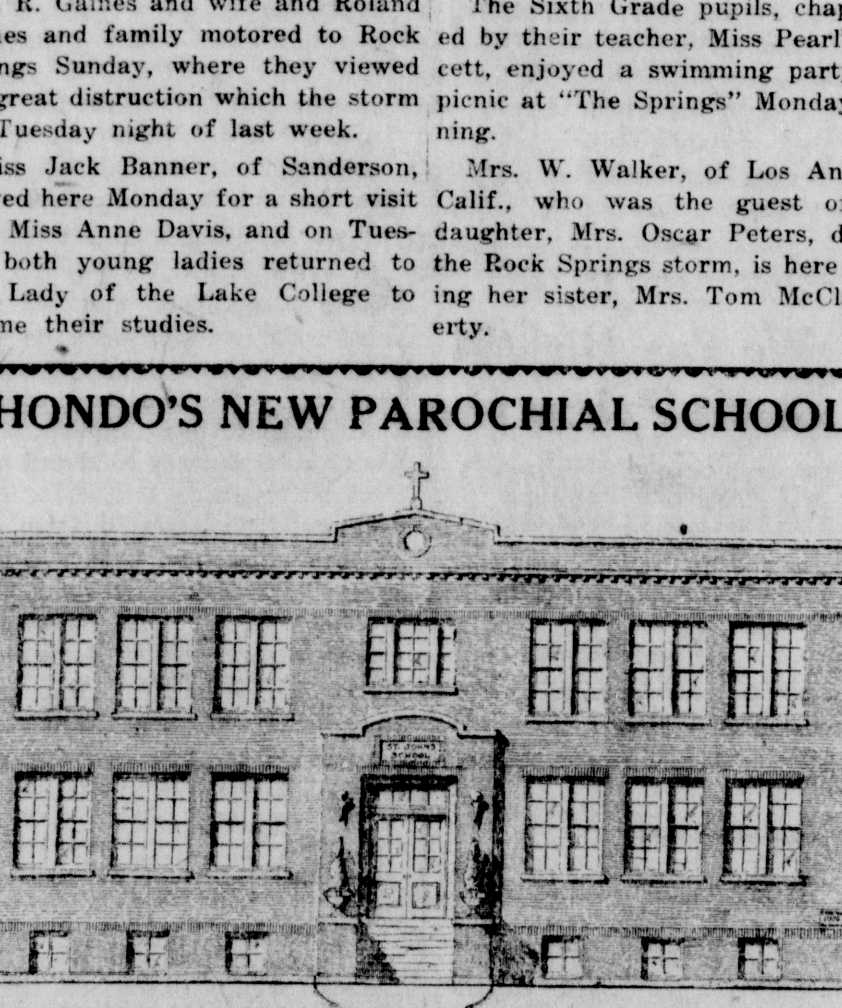 R. Gaines and wife and Roland
es and family motored to Rock
ngs Sunday, where they viewed
great distruction which the storm
Tuesday night of last week.
iss Jack Banner, of Sanderson,
ed here Monday for a short visit
Miss Anne Davis, and on Tues-
both young ladies returned to
Lady of the Lake College to
me their studies.
The Sixth Grade pupils, chap
ed by their teacher, Miss Pearl
cett, enjoyed a swimming part
picnic at "The Springs" Monday
ning.
Mrs. W. Walker, of Los An
Calif., who was the guest o
daughter, Mrs. Oscar Peters, d
the Rock Springs storm, is here
ing her sister, Mrs. Tom McCl
erty.
HONDO'S NEW PAROCHIAL SCHOOL
ST. JOHNS
SCHOOL